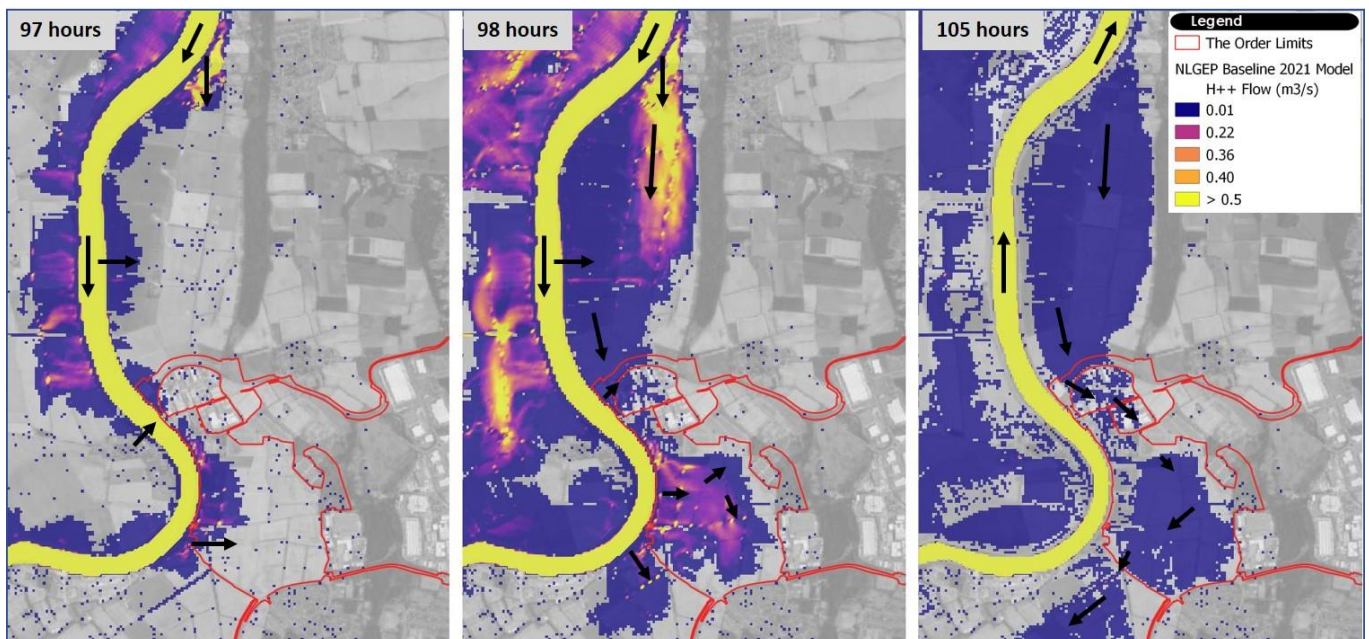 97 hours
98 hours
105 hours
Legend
The Order Limits
NLGEP Baseline 2021 Model
H++ Flow (m3/s)
0.01
0.22
0.36
0.40
> 0.5